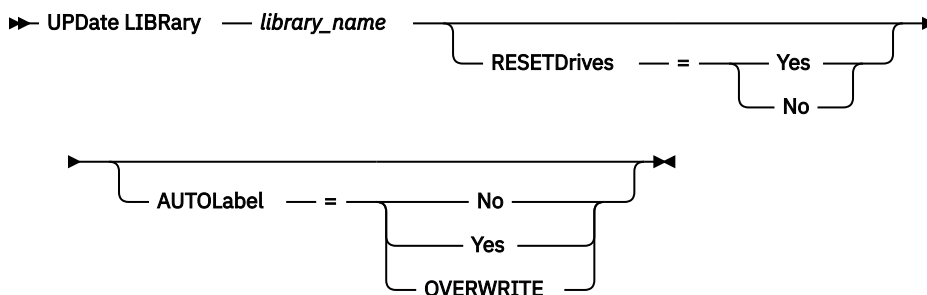 UPDate LIBRary library_name
RESETDrives = Yes
No
AUTOLabel = No
Yes
OVERWRITE